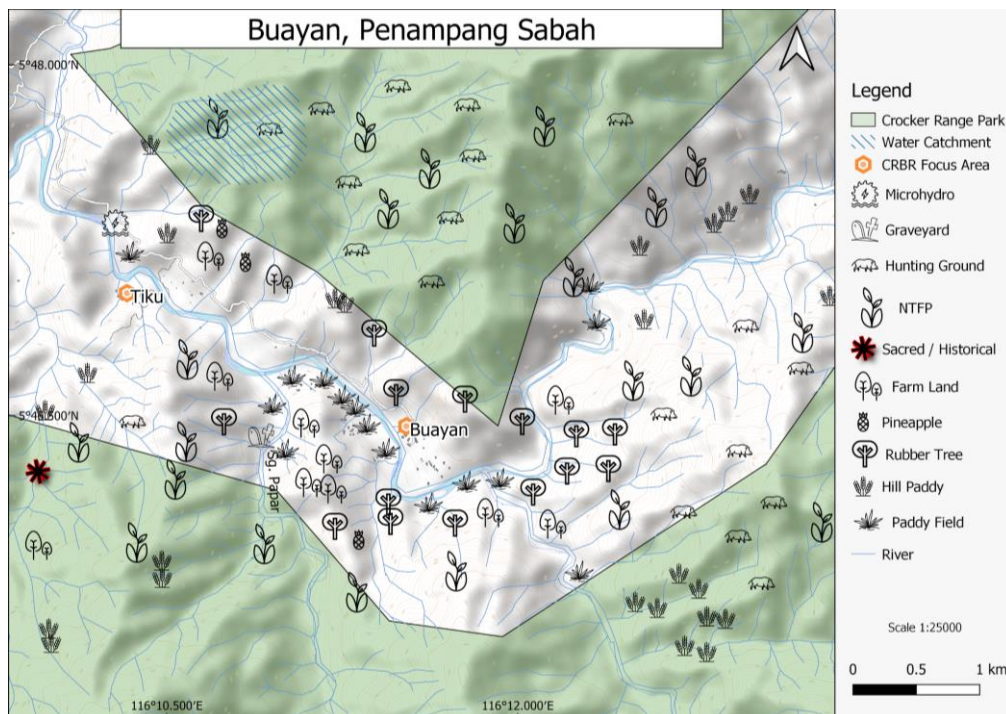 Buayan, Penampang Sabah
5°48.000'N
Tiku
5°46.500'N
Buayan
Sg. Papar
116°10.500'E
116°12.000'E
Legend
Crocker Range Park
Water Catchment
CRBR Focus Area
Microhydro
Graveyard
Hunting Ground
NTFP
Sacred / Historical
Farm Land
Pineapple
Rubber Tree
Hill Paddy
Paddy Field
River
Scale 1:25000
0 0.5 1 km